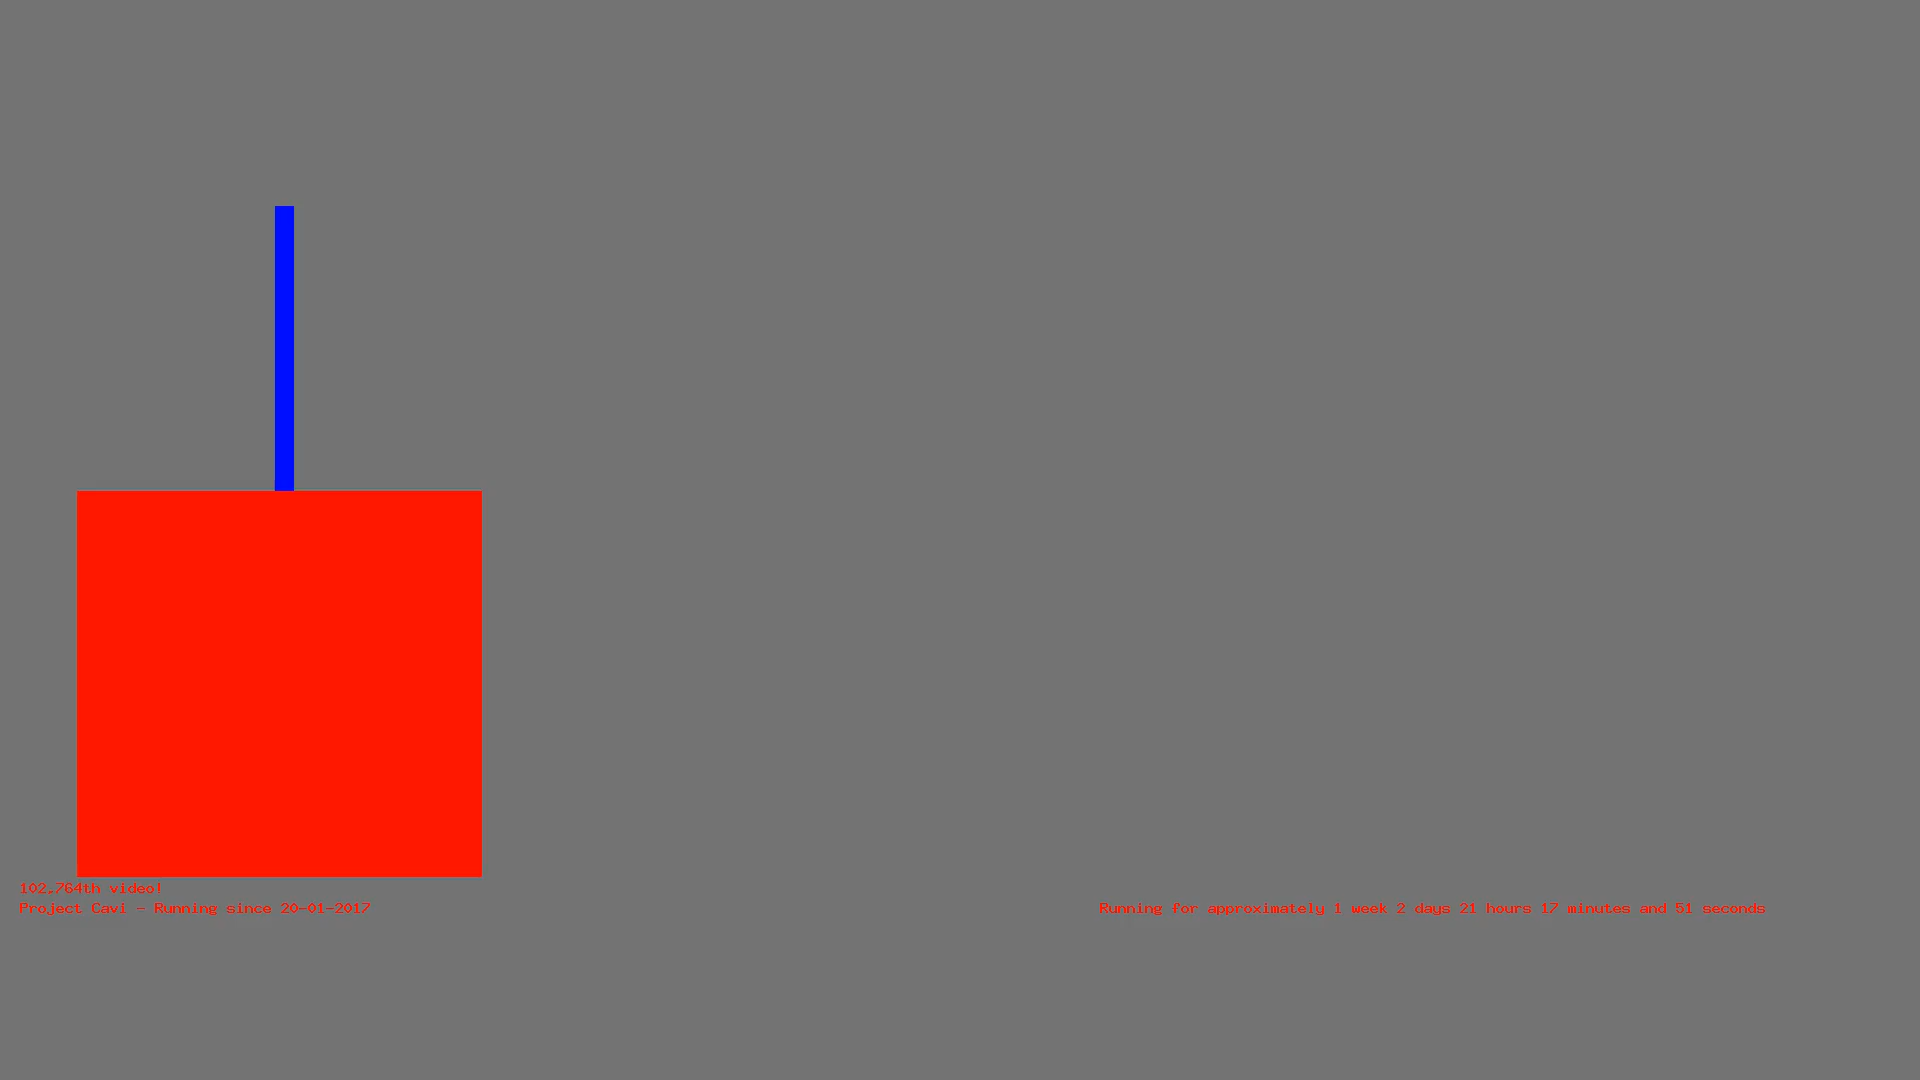 102,764th video!
Project Cavi - Running since 20-01-2017
Running for approximately 1 week 2 days 21 hours 17 minutes and 51 seconds